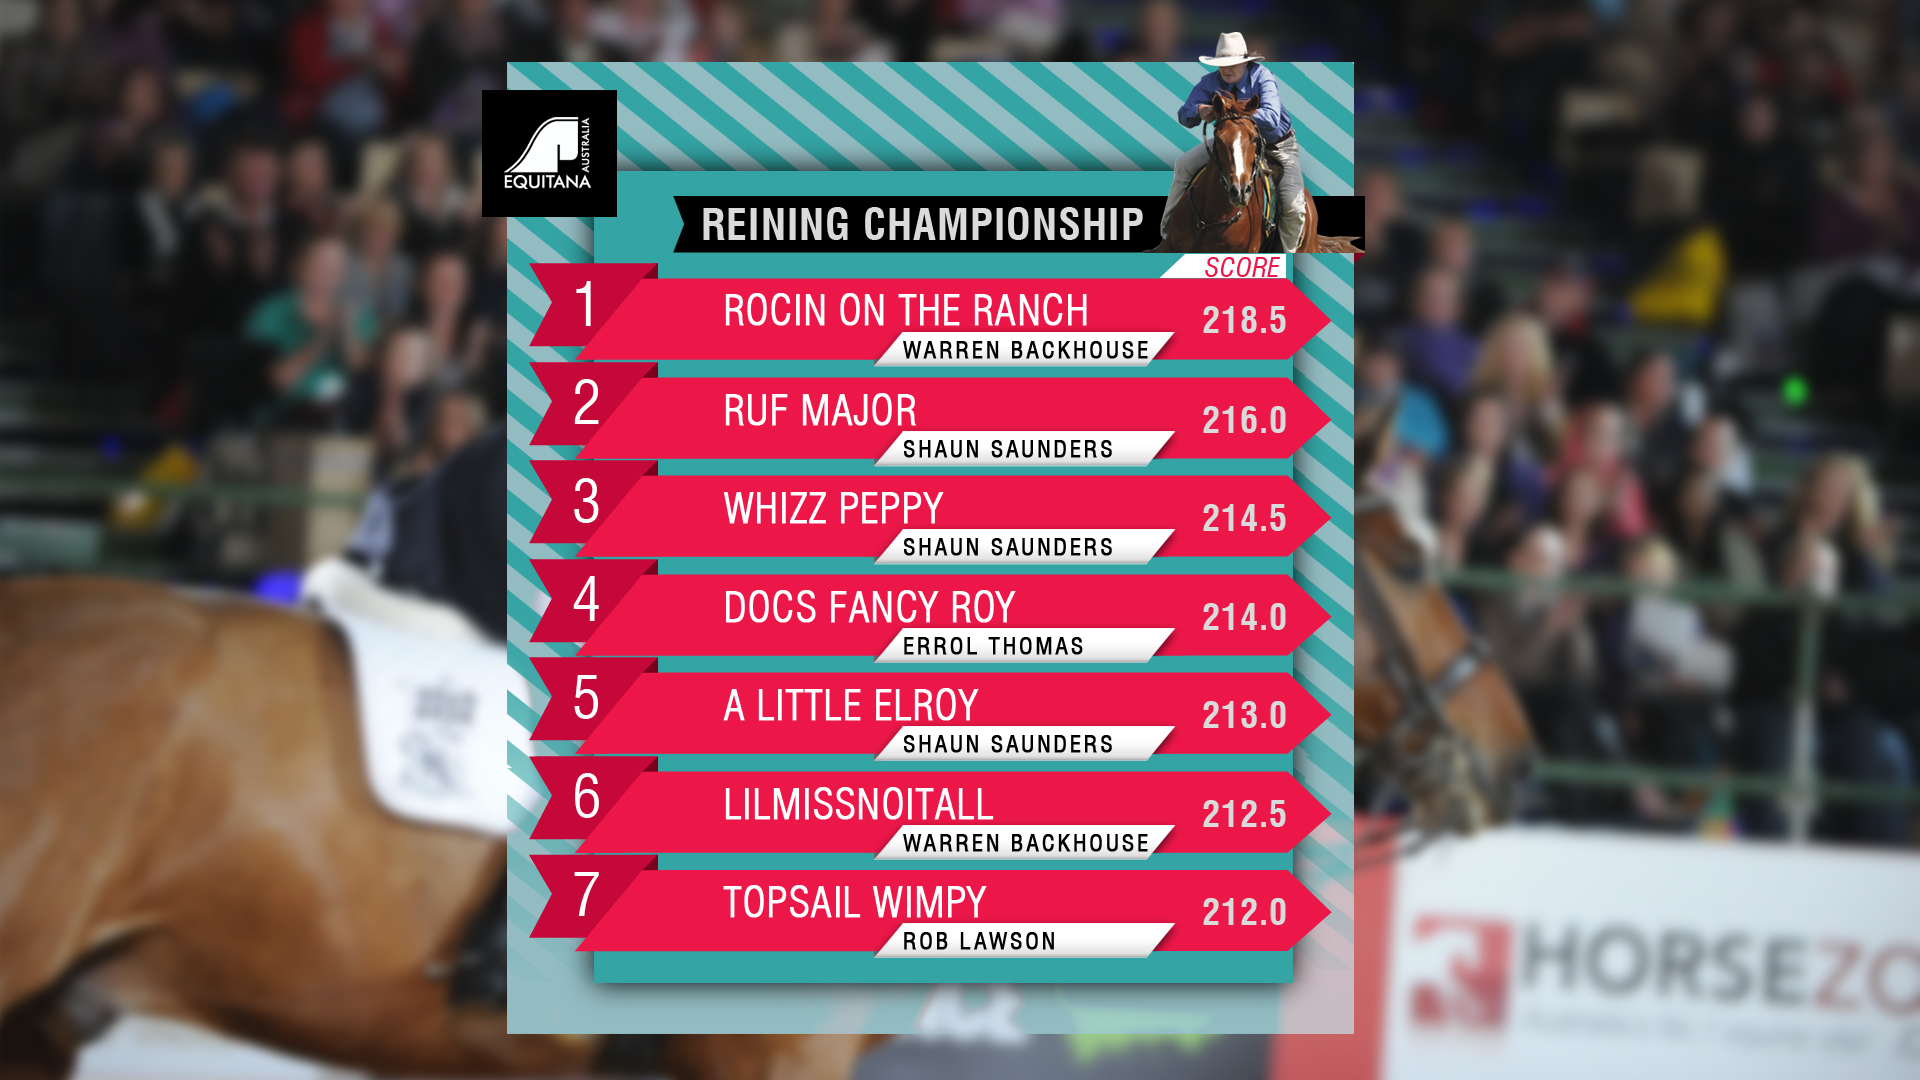 EQUITANA
AUSTRALIA
REINING CHAMPIONSHIP
SCORE
1
ROCIN ON THE RANCH
218.5
WARREN BACKHOUSE
2
RUF MAJOR
216.0
SHAUN SAUNDERS
3
WHIZZ PEPPY
214.5
SHAUN SAUNDERS
4
DOCS FANCY ROY
214.0
ERROL THOMAS
5
A LITTLE ELROY
213.0
SHAUN SAUNDERS
6
LILMISSNOITALL
212.5
WARREN BACKHOUSE
7
TOPSAIL WIMPY
212.0
ROB LAWSON
HORSEZO